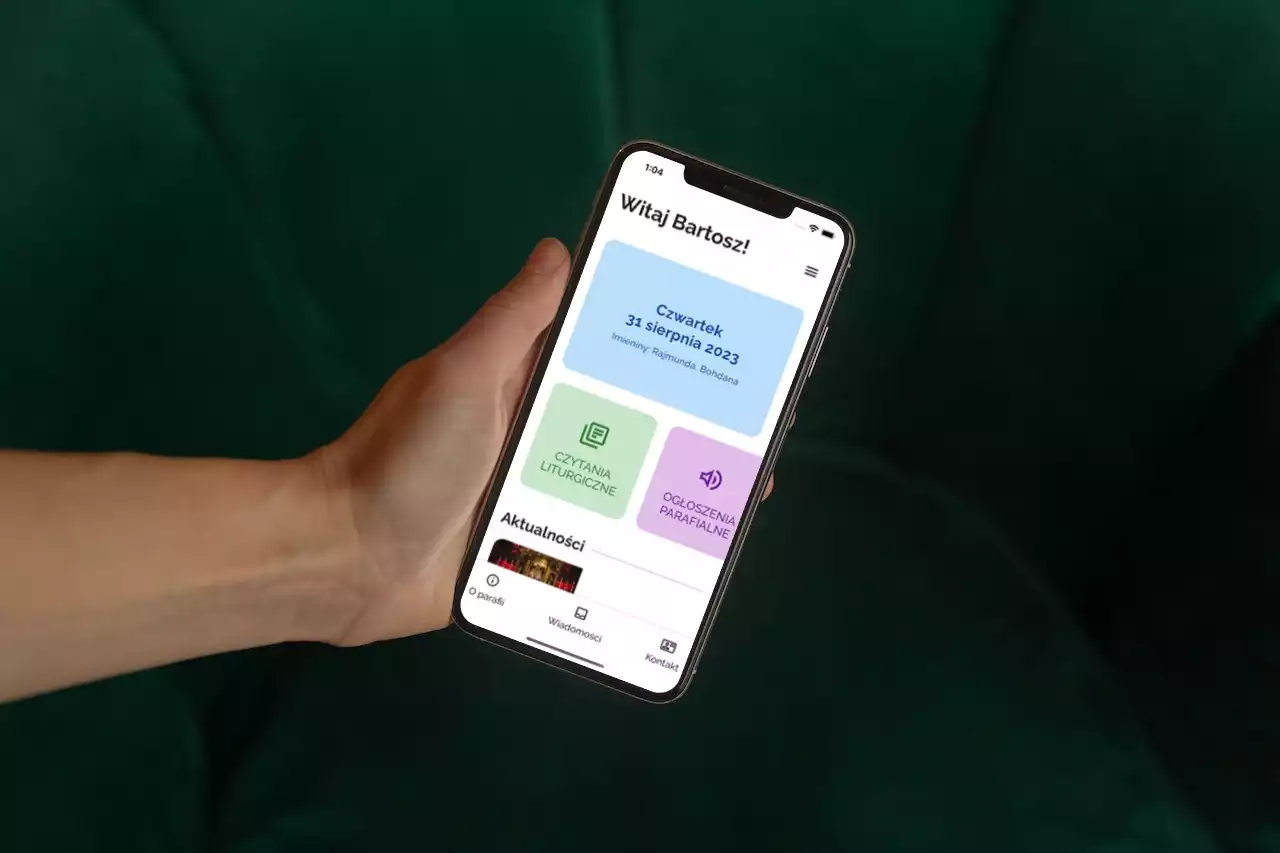 1:04
Witaj Bartosz!
Czwartek
31 sierpnia 2023
Imieniny: Rajmunda, Bohdana
CZYTANIA
LITURGICZNE
OGŁOSZENIA
PARAFIALNE
Aktualności
O parafii
Wiadomości
Kontakt